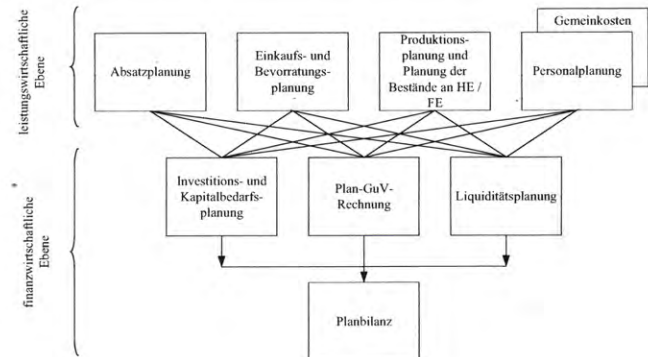 Gemeinkosten
leistungswirtschaftliche
Ebene
Absatzplanung
Einkaufs- und
Bevorratungs-
planung
Produktions-
planung und
Planung der
Bestände an HE /
FE
Personalplanung
finanzwirtschaftliche
Ebene
Investitions- und
Kapitalbedarfs-
planung
Plan-GuV-
Rechnung
Liquiditätsplanung
Planbilanz